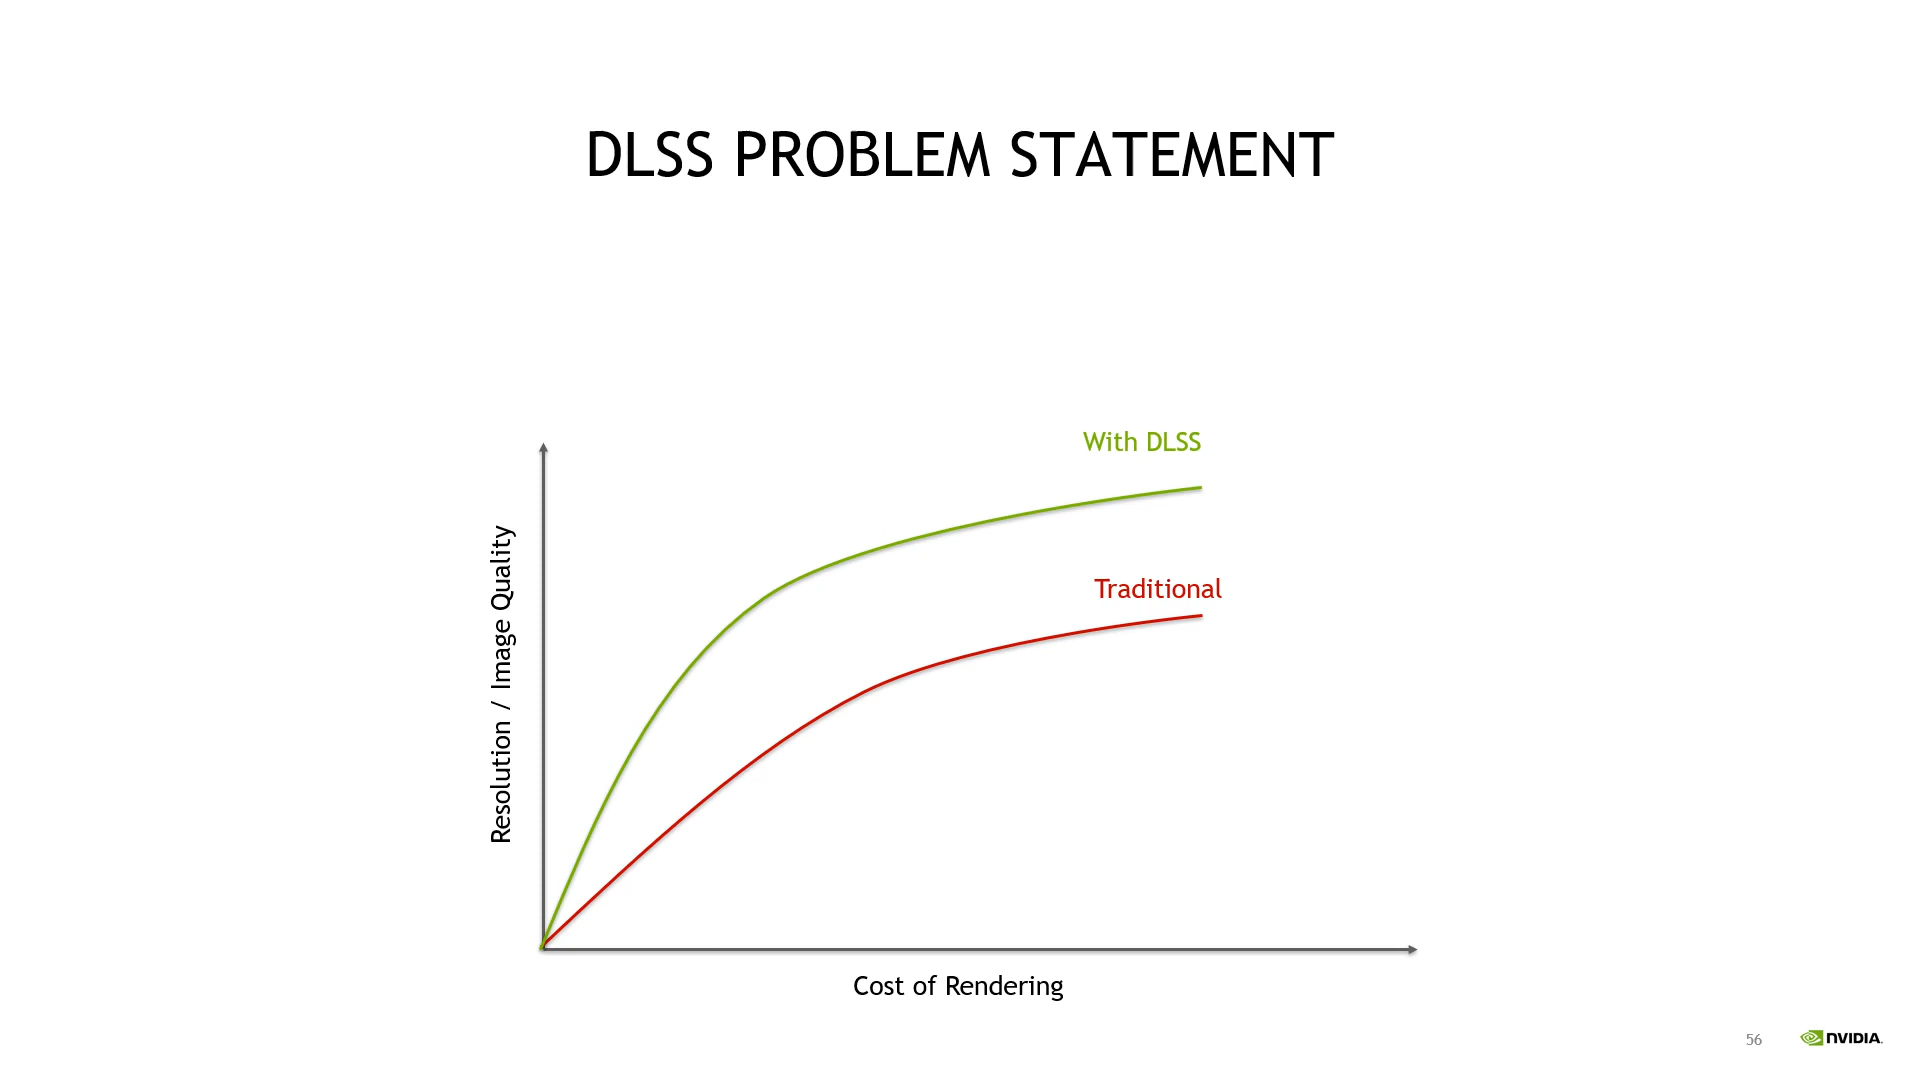 DLSS PROBLEM STATEMENT
With DLSS
Traditional
Resolution / Image Quality
Cost of Rendering
56
NVIDIA.